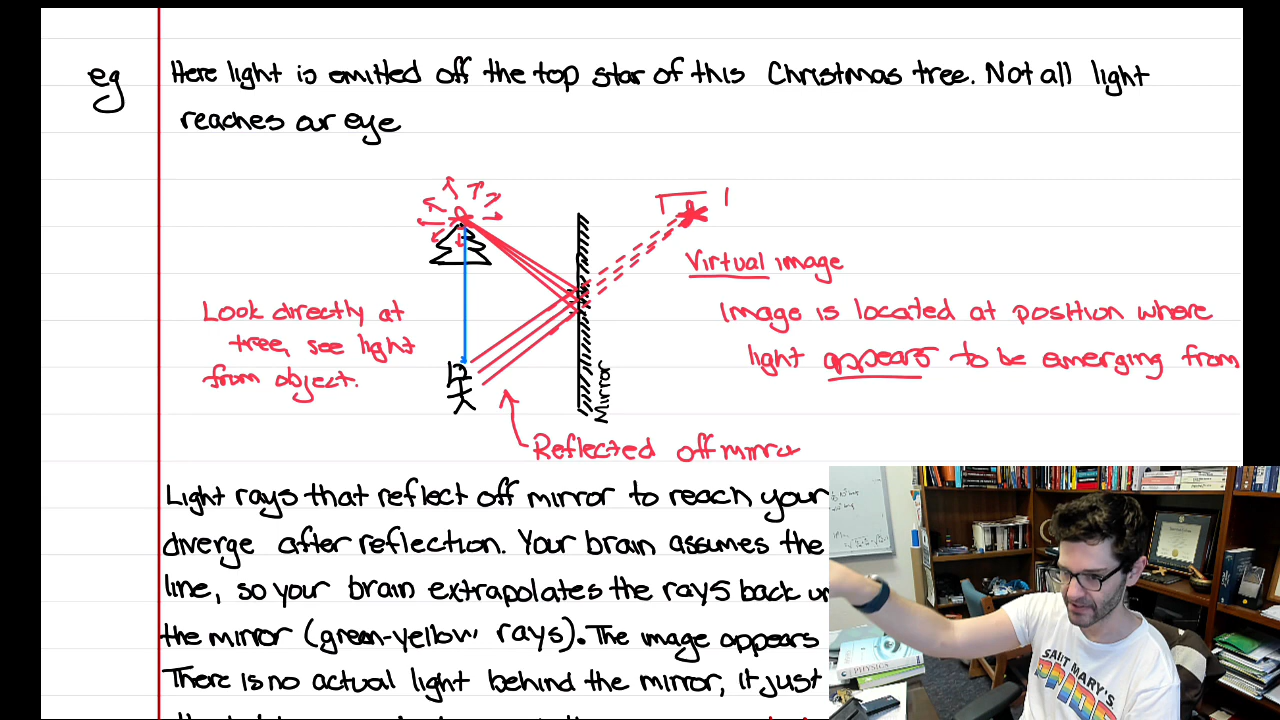 eg Here light is emitted off the top star of this Christmas tree. Not all light
reaches our eye
Virtual image
Look directly at
tree, see light
from object.
Image is located at position where
light appears to be emerging from
Mirror
Reflected off mirror
Light rays that reflect off mirror to reach your
diverge after reflection. Your brain assumes the
line, so your brain extrapolates the rays back
the mirror (green-yellow rays). The image appears
There is no actual light behind the mirror, it just
PHYSICS
SAINT MARY'S
PRIDE